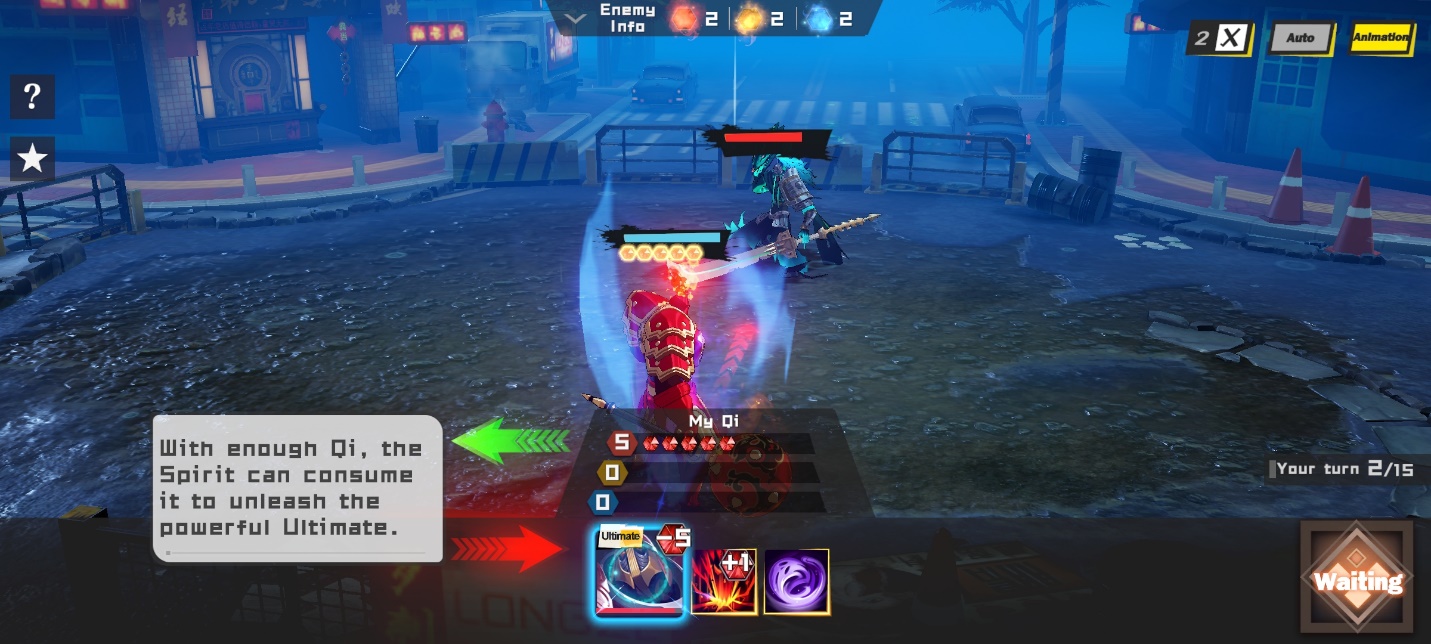 Enemy
Info
2
2
2
2 X
Auto
Animation
?
My Qi
5
0
0
With enough Qi, the
Spirit can consume
it to unleash the
powerful Ultimate.
Your turn 2/15
Ultimate
-5
+1
Waiting